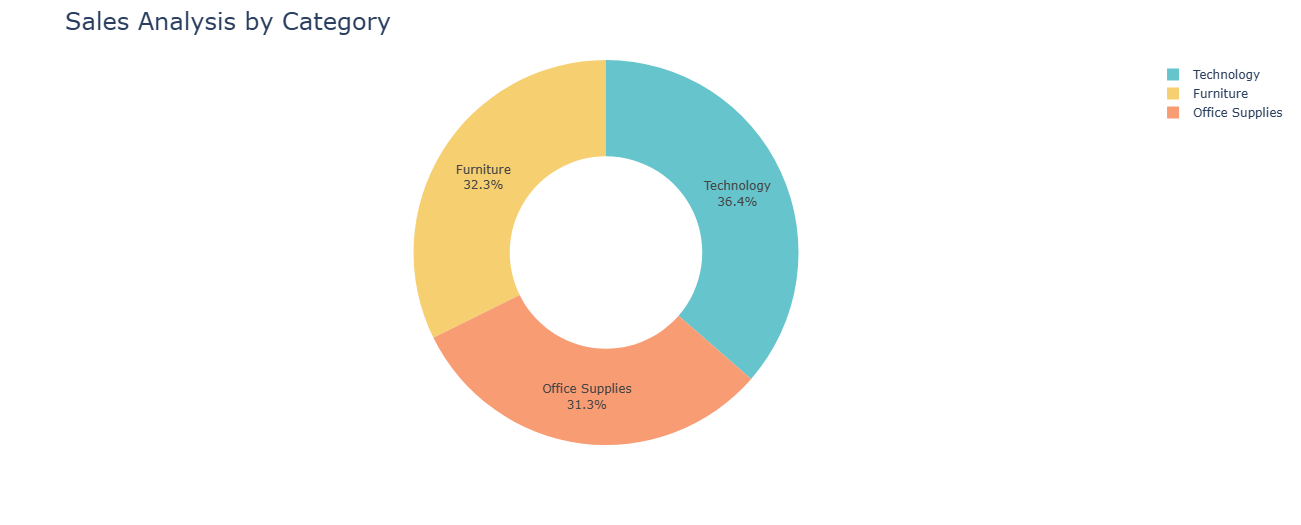 Sales Analysis by Category
Technology
Furniture
Office Supplies
Furniture
32.3%
Technology
36.4%
Office Supplies
31.3%